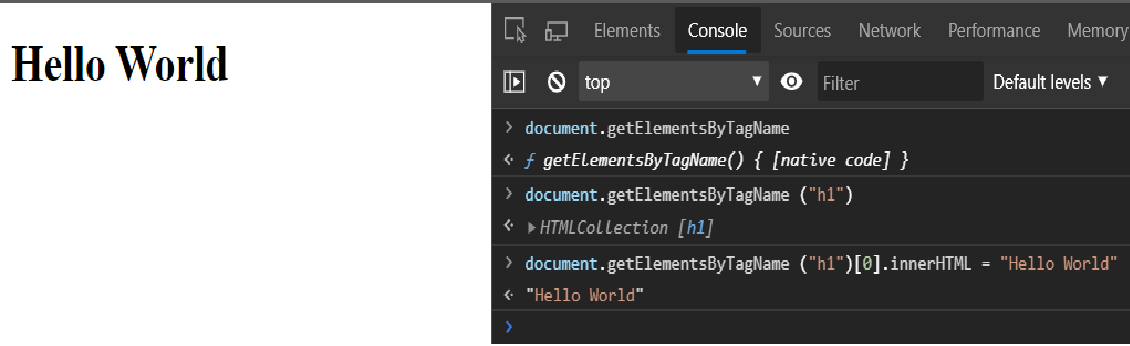 Hello World
Elements Console Sources Network Performance Memory
top Filter Default levels
document.getElementsByTagName
ƒ getElementsByTagName() { [native code] }
document.getElementsByTagName ("h1")
HTMLCollection [h1]
document.getElementsByTagName ("h1")[0].innerHTML = "Hello World"
"Hello World"